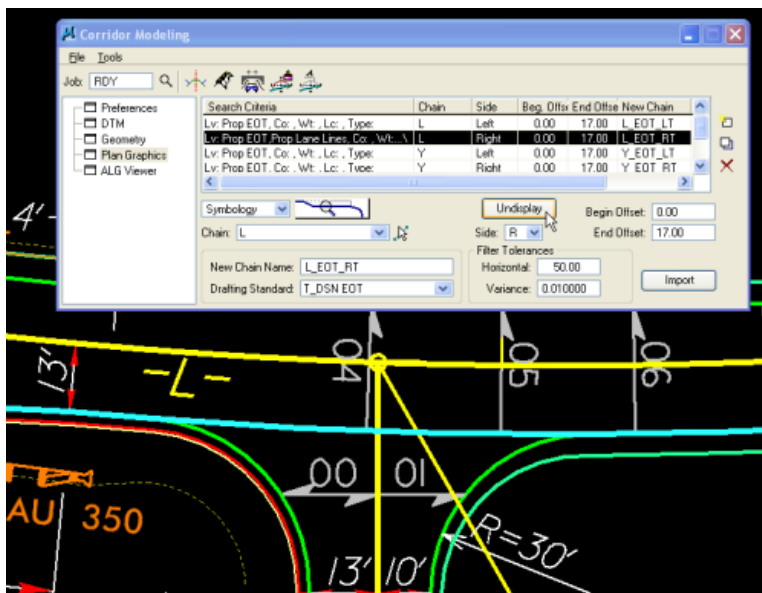 Corridor Modeling
File Tools
Job: RDY
Preferences
DTM
Geometry
Plan Graphics
ALG Viewer
Search Criteria Chain Side Beg. Offs End Offse New Chain
Lv: Prop EOT, Co: , Wt: , Lc: , Type: L Left 0.00 17.00 L_EOT_LT
Lv: Prop EOT,Prop Lane Lines, Co: , Wt:...\ L Right 0.00 17.00 L_EOT_RT
Lv: Prop EOT, Co: , Wt: , Lc: , Type: Y Left 0.00 17.00 Y_EOT_LT
Lv: Prop EOT, Co: , Wt: , Lc: , Type: Y Right 0.00 17.00 Y_EOT_RT
Symbology Undisplay Begin Offset: 0.00
Chain: L Side: R End Offset: 17.00
Filter Tolerances
New Chain Name: L_EOT_RT Horizontal: 50.00
Drafting Standard: T_DSN EOT Variance: 0.010000 Import
4'-
13' -L- 04 05 06
00 01
AU 350
R=30'
13' 10'